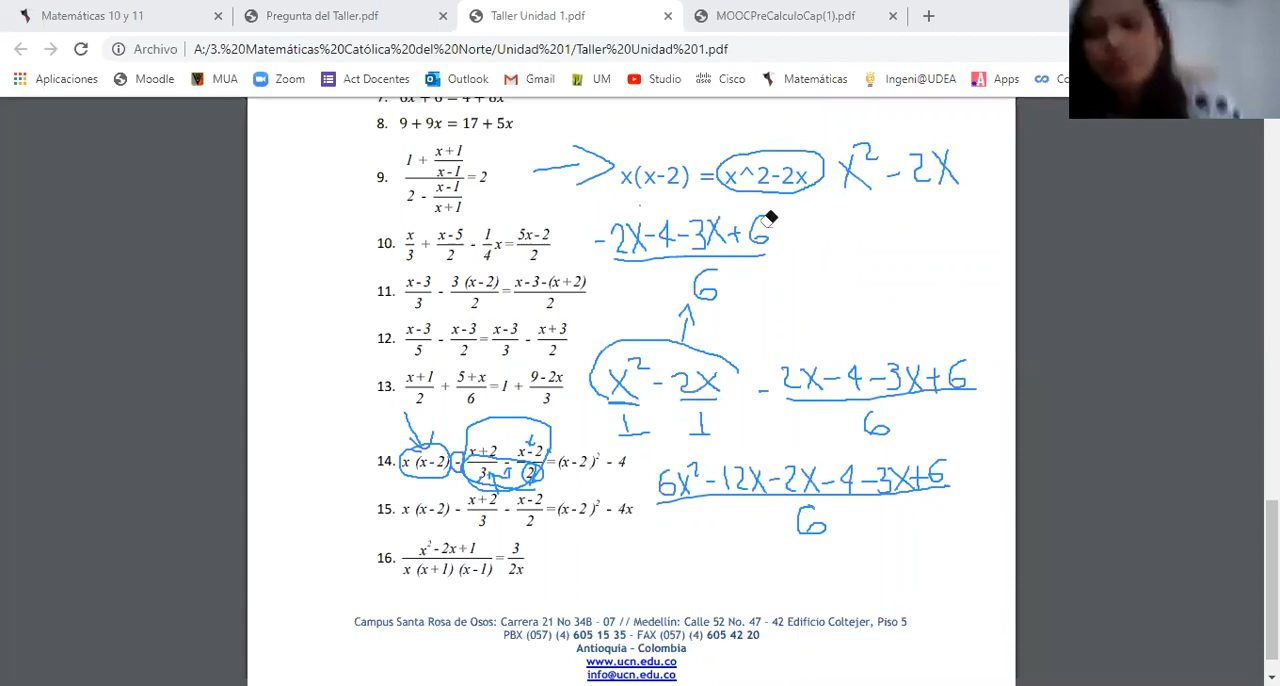 Matemáticas 10 y 11
Pregunta del Taller.pdf
Taller Unidad 1.pdf
MOOCPreCalculoCap(1).pdf
Archivo | A:/3.%20Matemáticas%20Católica%20del%20Norte/Unidad%201/Taller%20Unidad%201.pdf
Aplicaciones Moodle MUA Zoom Act Docentes Outlook Gmail UM Studio Cisco Matemáticas Ingeni@UDEA Apps
8. 9 + 9x = 17 + 5x
9. (1 + (x+1)/(x-1))/(2 - (x-1)/(x+1)) = 2
x(x-2) = x^2-2x x² - 2x
-2x-4-3x+6
6
10. x/3 + (x-5)/2 - 1/4 x = (5x-2)/2
11. (x-3)/3 - 3(x-2)/2 = (x-3-(x+2))/2
12. (x-3)/5 - (x-3)/2 = (x-3)/3 - (x+3)/2
13. (x+1)/2 + (5+x)/6 = 1 + (9-2x)/3
x²/1 - 2x/1 - (2x-4-3x+6)/6
14. x (x-2) - (x+2)/3 - (x-2)/2 = (x-2)² - 4
6x²-12x-2x-4-3x+6
6
15. x (x-2) - (x+2)/3 - (x-2)/2 = (x-2)² - 4x
16. (x²-2x+1)/(x (x+1) (x-1)) = 3/2x
Campus Santa Rosa de Osos: Carrera 21 No 34B - 07 // Medellín: Calle 52 No. 47 - 42 Edificio Coltejer, Piso 5
PBX (057) (4) 605 15 35 - FAX (057) (4) 605 42 20
Antioquia - Colombia
www.ucn.edu.co
info@ucn.edu.co